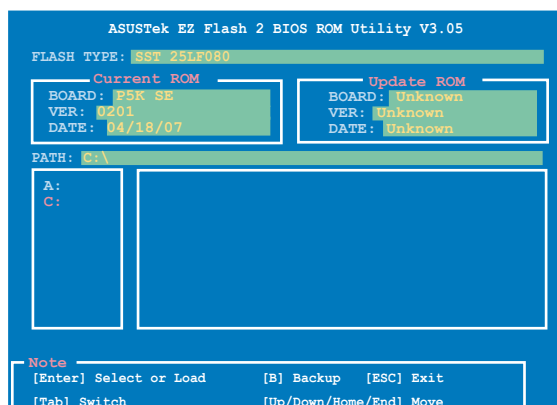 ASUSTek EZ Flash 2 BIOS ROM Utility V3.05
FLASH TYPE: SST 25LF080
Current ROM
BOARD: P5K SE
VER: 0201
DATE: 04/18/07
Update ROM
BOARD: Unknown
VER: Unknown
DATE: Unknown
PATH: C:\
A:
C:
Note
[Enter] Select or Load [B] Backup [ESC] Exit
[Tab] Switch [Up/Down/Home/End] Move